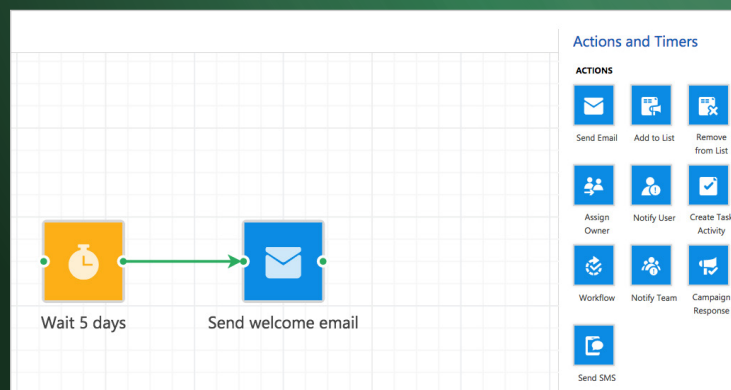 Actions and Timers
ACTIONS
Send Email
Add to List
Remove
from List
Assign
Owner
Notify User
Create Task
Activity
Workflow
Notify Team
Campaign
Response
Send SMS
Wait 5 days
Send welcome email